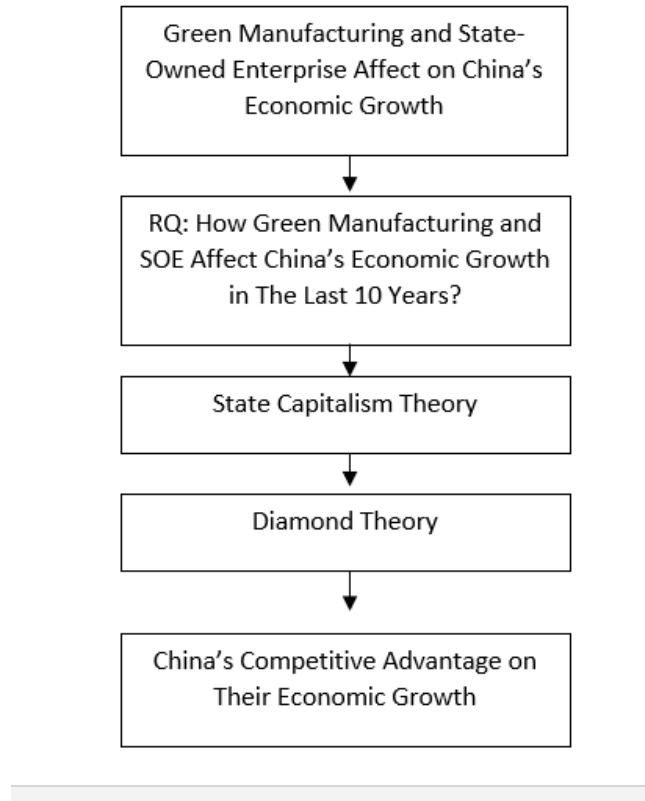 Green Manufacturing and State-
Owned Enterprise Affect on China’s
Economic Growth
RQ: How Green Manufacturing and
SOE Affect China’s Economic Growth
in The Last 10 Years?
State Capitalism Theory
Diamond Theory
China’s Competitive Advantage on
Their Economic Growth